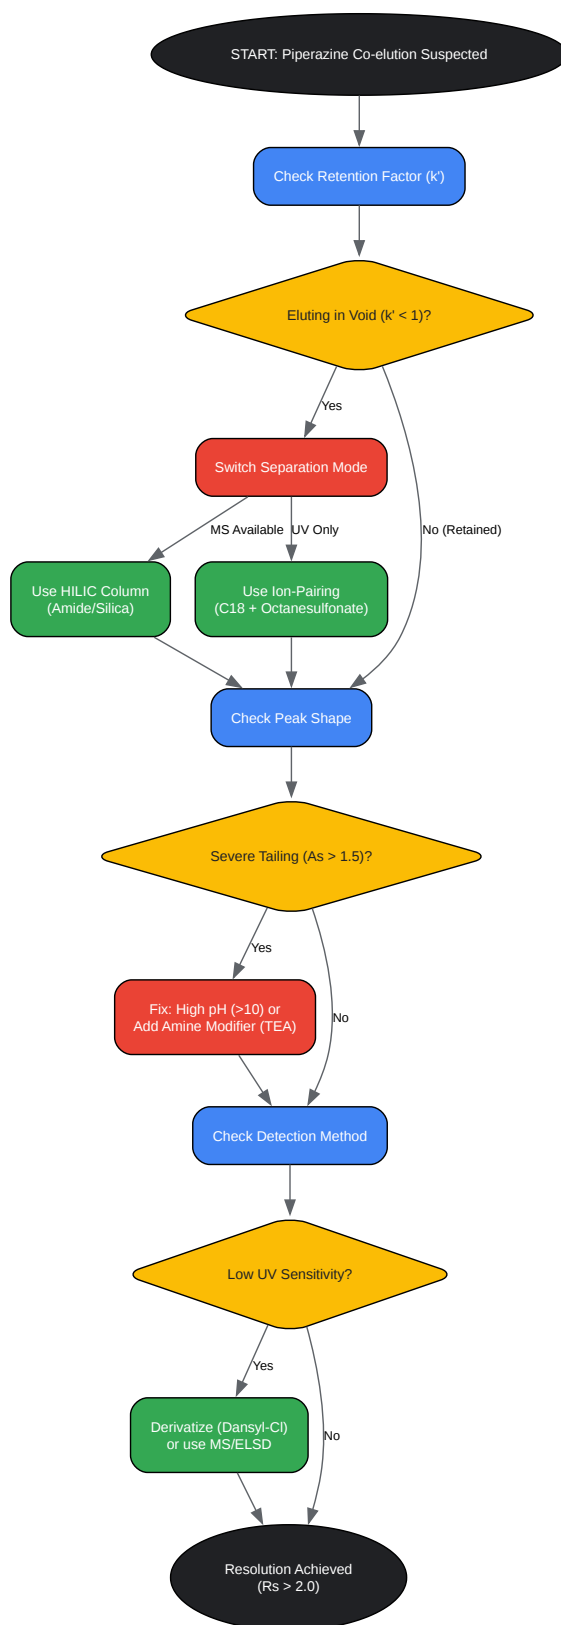 START: Piperazine Co-elution Suspected
Check Retention Factor (k')
Eluting in Void (k' < 1)?
Yes
Switch Separation Mode
MS Available
UV Only
No (Retained)
Use HILIC Column
(Amide/Silica)
Use Ion-Pairing
(C18 + Octanesulfonate)
Check Peak Shape
Severe Tailing (As > 1.5)?
Yes
Fix: High pH (>10) or
Add Amine Modifier (TEA)
No
Check Detection Method
Low UV Sensitivity?
Yes
Derivatize (Dansyl-Cl)
or use MS/ELSD
No
Resolution Achieved
(Rs > 2.0)